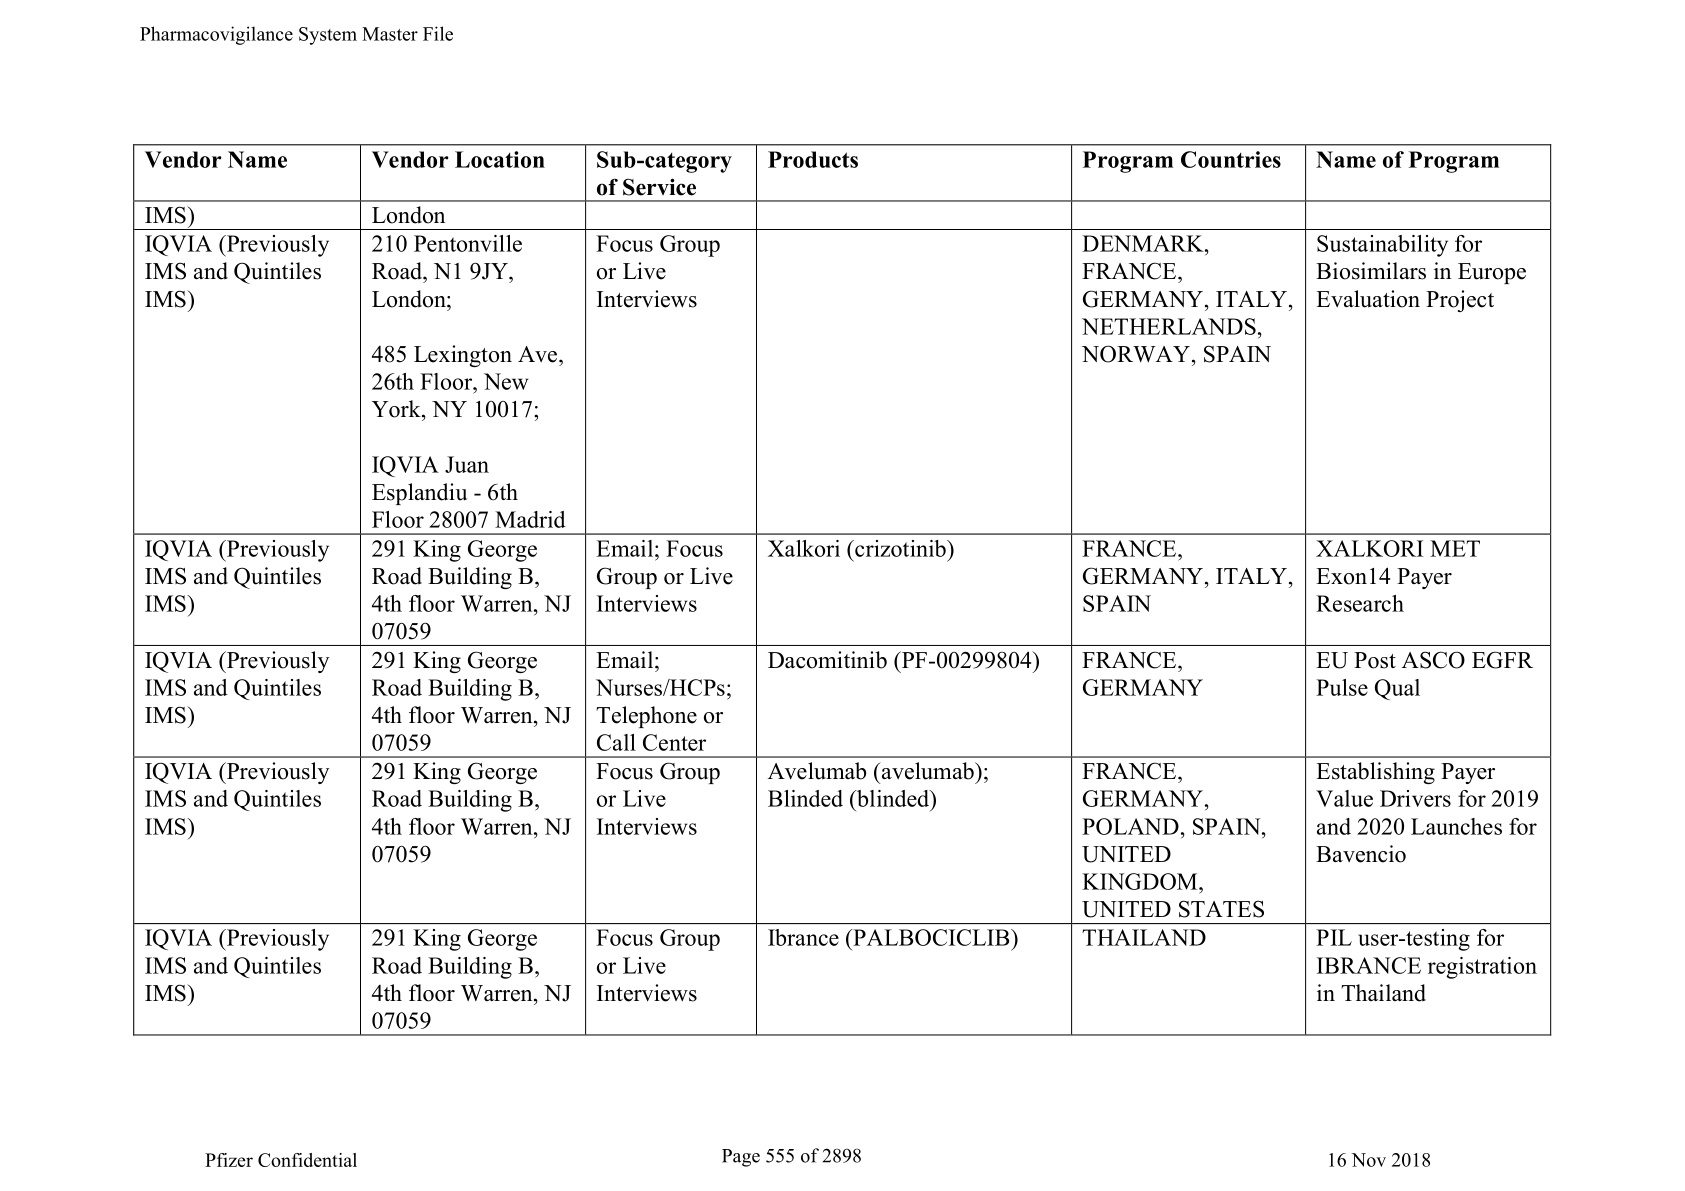 Pharmacovigilance System Master File
Vendor Name
Vendor Location
Sub-category
of Service
Products
Program Countries
Name of Program
IMS)
London
IQVIA (Previously
IMS and Quintiles
IMS)
210 Pentonville
Road, N1 9JY,
London;
485 Lexington Ave,
26th Floor, New
York, NY 10017;
IQVIA Juan
Esplandiu - 6th
Floor 28007 Madrid
Focus Group
or Live
Interviews
DENMARK,
FRANCE,
GERMANY, ITALY,
NETHERLANDS,
NORWAY, SPAIN
Sustainability for
Biosimilars in Europe
Evaluation Project
IQVIA (Previously
IMS and Quintiles
IMS)
291 King George
Road Building B,
4th floor Warren, NJ
07059
Email; Focus
Group or Live
Interviews
Xalkori (crizotinib)
FRANCE,
GERMANY, ITALY,
SPAIN
XALKORI MET
Exon14 Payer
Research
IQVIA (Previously
IMS and Quintiles
IMS)
291 King George
Road Building B,
4th floor Warren, NJ
07059
Email;
Nurses/HCPs;
Telephone or
Call Center
Dacomitinib (PF-00299804)
FRANCE,
GERMANY
EU Post ASCO EGFR
Pulse Qual
IQVIA (Previously
IMS and Quintiles
IMS)
291 King George
Road Building B,
4th floor Warren, NJ
07059
Focus Group
or Live
Interviews
Avelumab (avelumab);
Blinded (blinded)
FRANCE,
GERMANY,
POLAND, SPAIN,
UNITED
KINGDOM,
UNITED STATES
Establishing Payer
Value Drivers for 2019
and 2020 Launches for
Bavencio
IQVIA (Previously
IMS and Quintiles
IMS)
291 King George
Road Building B,
4th floor Warren, NJ
07059
Focus Group
or Live
Interviews
Ibrance (PALBOCICLIB)
THAILAND
PIL user-testing for
IBRANCE registration
in Thailand
Pfizer Confidential
Page 555 of 2898
16 Nov 2018